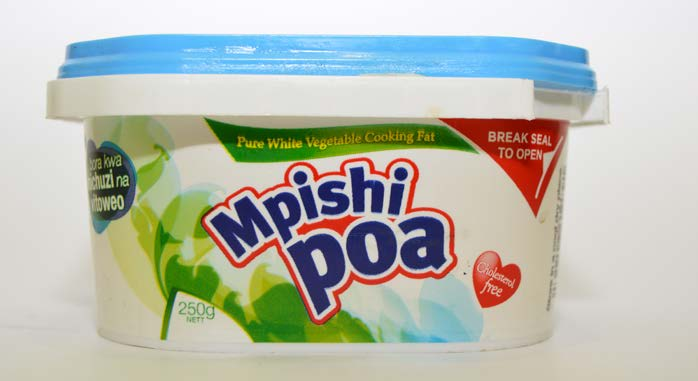 Pure White Vegetable Cooking Fat
BREAK SEAL
TO OPEN
bora kwa
mchuzi na
vitoweo
Mpishi
poa
Cholesterol
free
250g
NETT